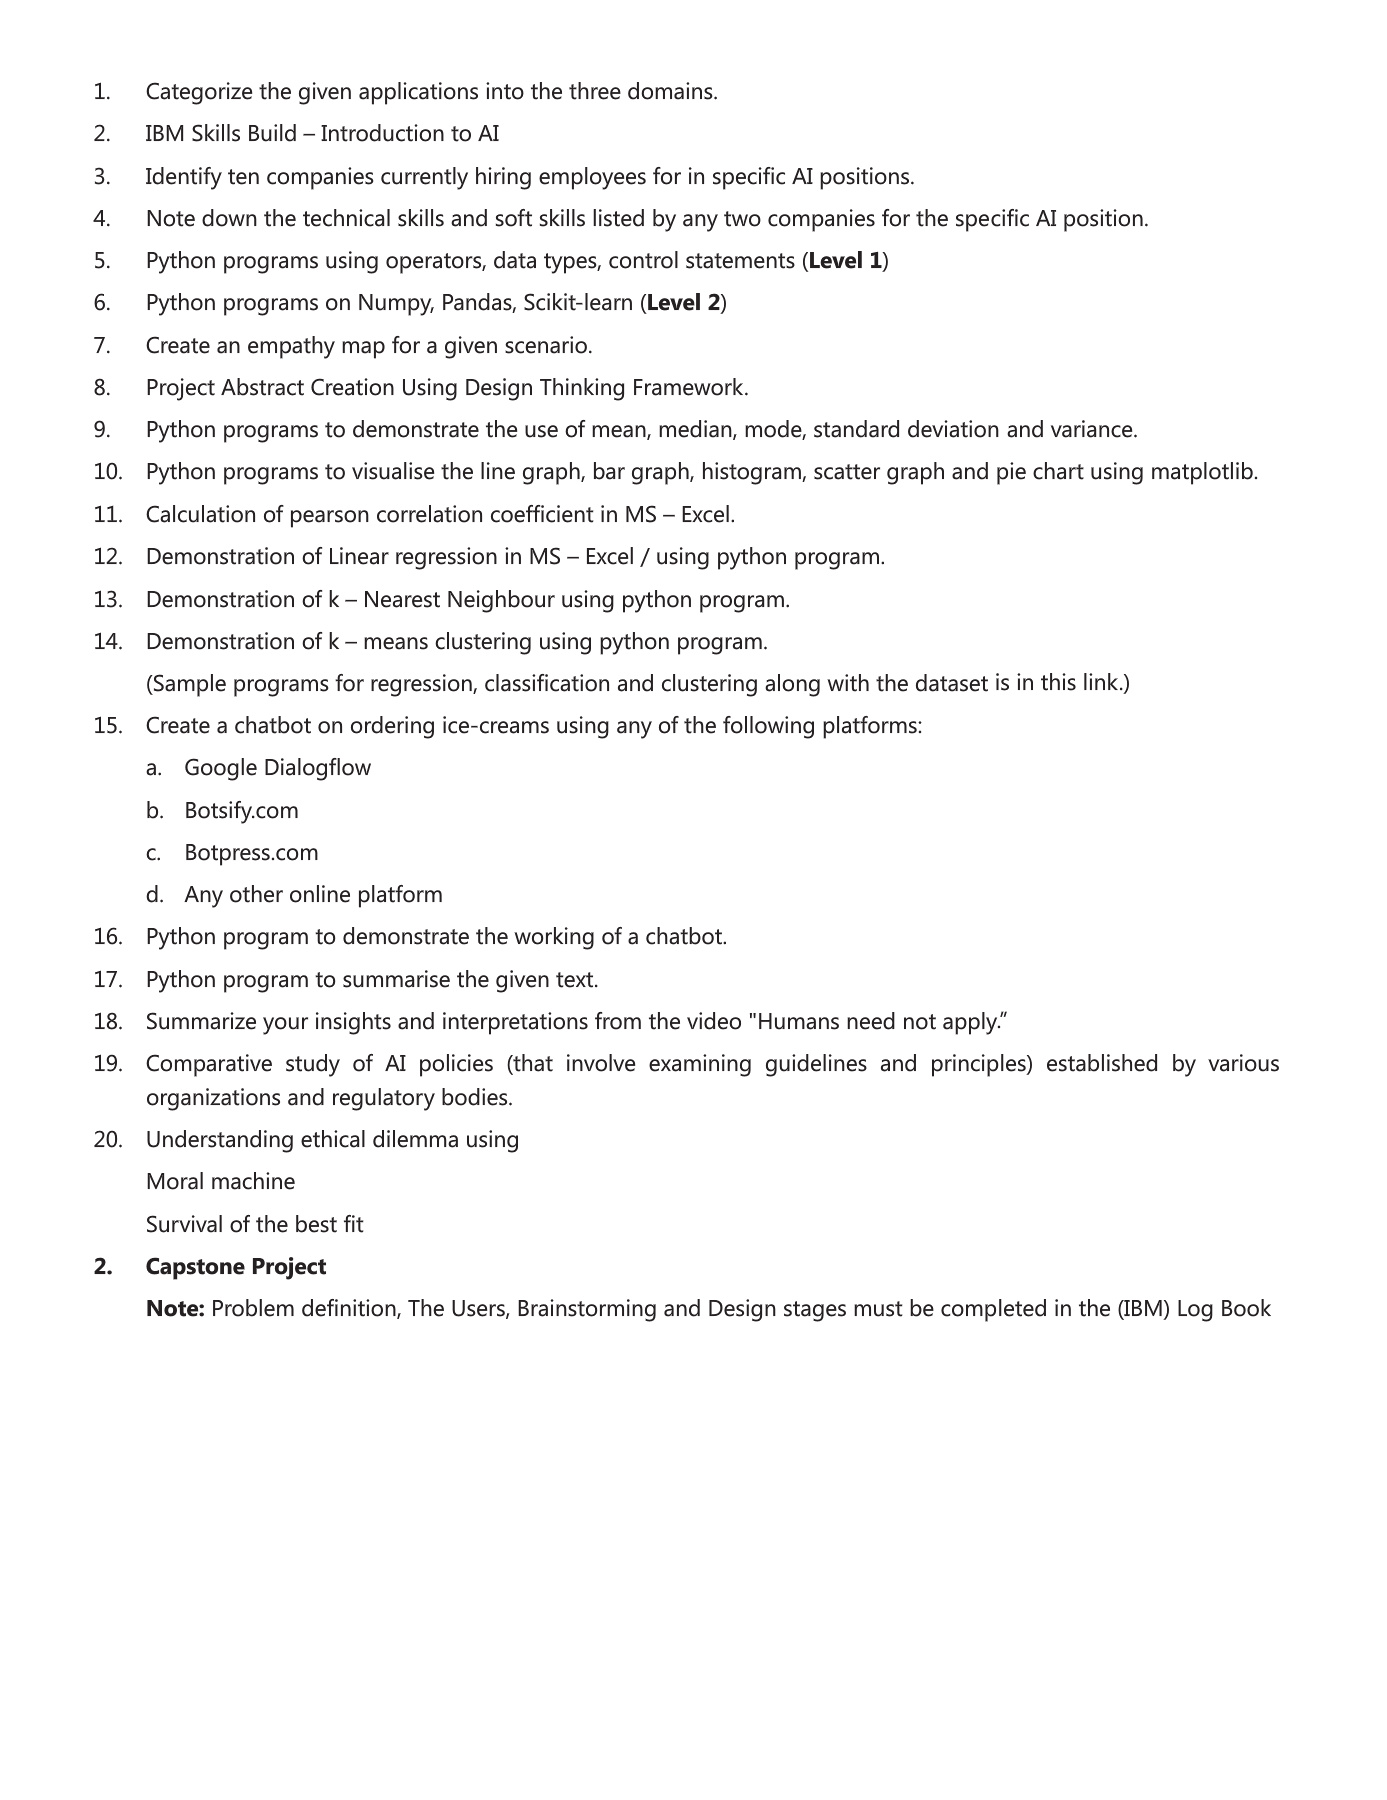 1. Categorize the given applications into the three domains.
2. IBM Skills Build – Introduction to AI
3. Identify ten companies currently hiring employees for in specific AI positions.
4. Note down the technical skills and soft skills listed by any two companies for the specific AI position.
5. Python programs using operators, data types, control statements (Level 1)
6. Python programs on Numpy, Pandas, Scikit-learn (Level 2)
7. Create an empathy map for a given scenario.
8. Project Abstract Creation Using Design Thinking Framework.
9. Python programs to demonstrate the use of mean, median, mode, standard deviation and variance.
10. Python programs to visualise the line graph, bar graph, histogram, scatter graph and pie chart using matplotlib.
11. Calculation of pearson correlation coefficient in MS – Excel.
12. Demonstration of Linear regression in MS – Excel / using python program.
13. Demonstration of k – Nearest Neighbour using python program.
14. Demonstration of k – means clustering using python program.
(Sample programs for regression, classification and clustering along with the dataset is in this link.)
15. Create a chatbot on ordering ice-creams using any of the following platforms:
a. Google Dialogflow
b. Botsify.com
c. Botpress.com
d. Any other online platform
16. Python program to demonstrate the working of a chatbot.
17. Python program to summarise the given text.
18. Summarize your insights and interpretations from the video "Humans need not apply.”
19. Comparative study of AI policies (that involve examining guidelines and principles) established by various
organizations and regulatory bodies.
20. Understanding ethical dilemma using
Moral machine
Survival of the best fit
2. Capstone Project
Note: Problem definition, The Users, Brainstorming and Design stages must be completed in the (IBM) Log Book